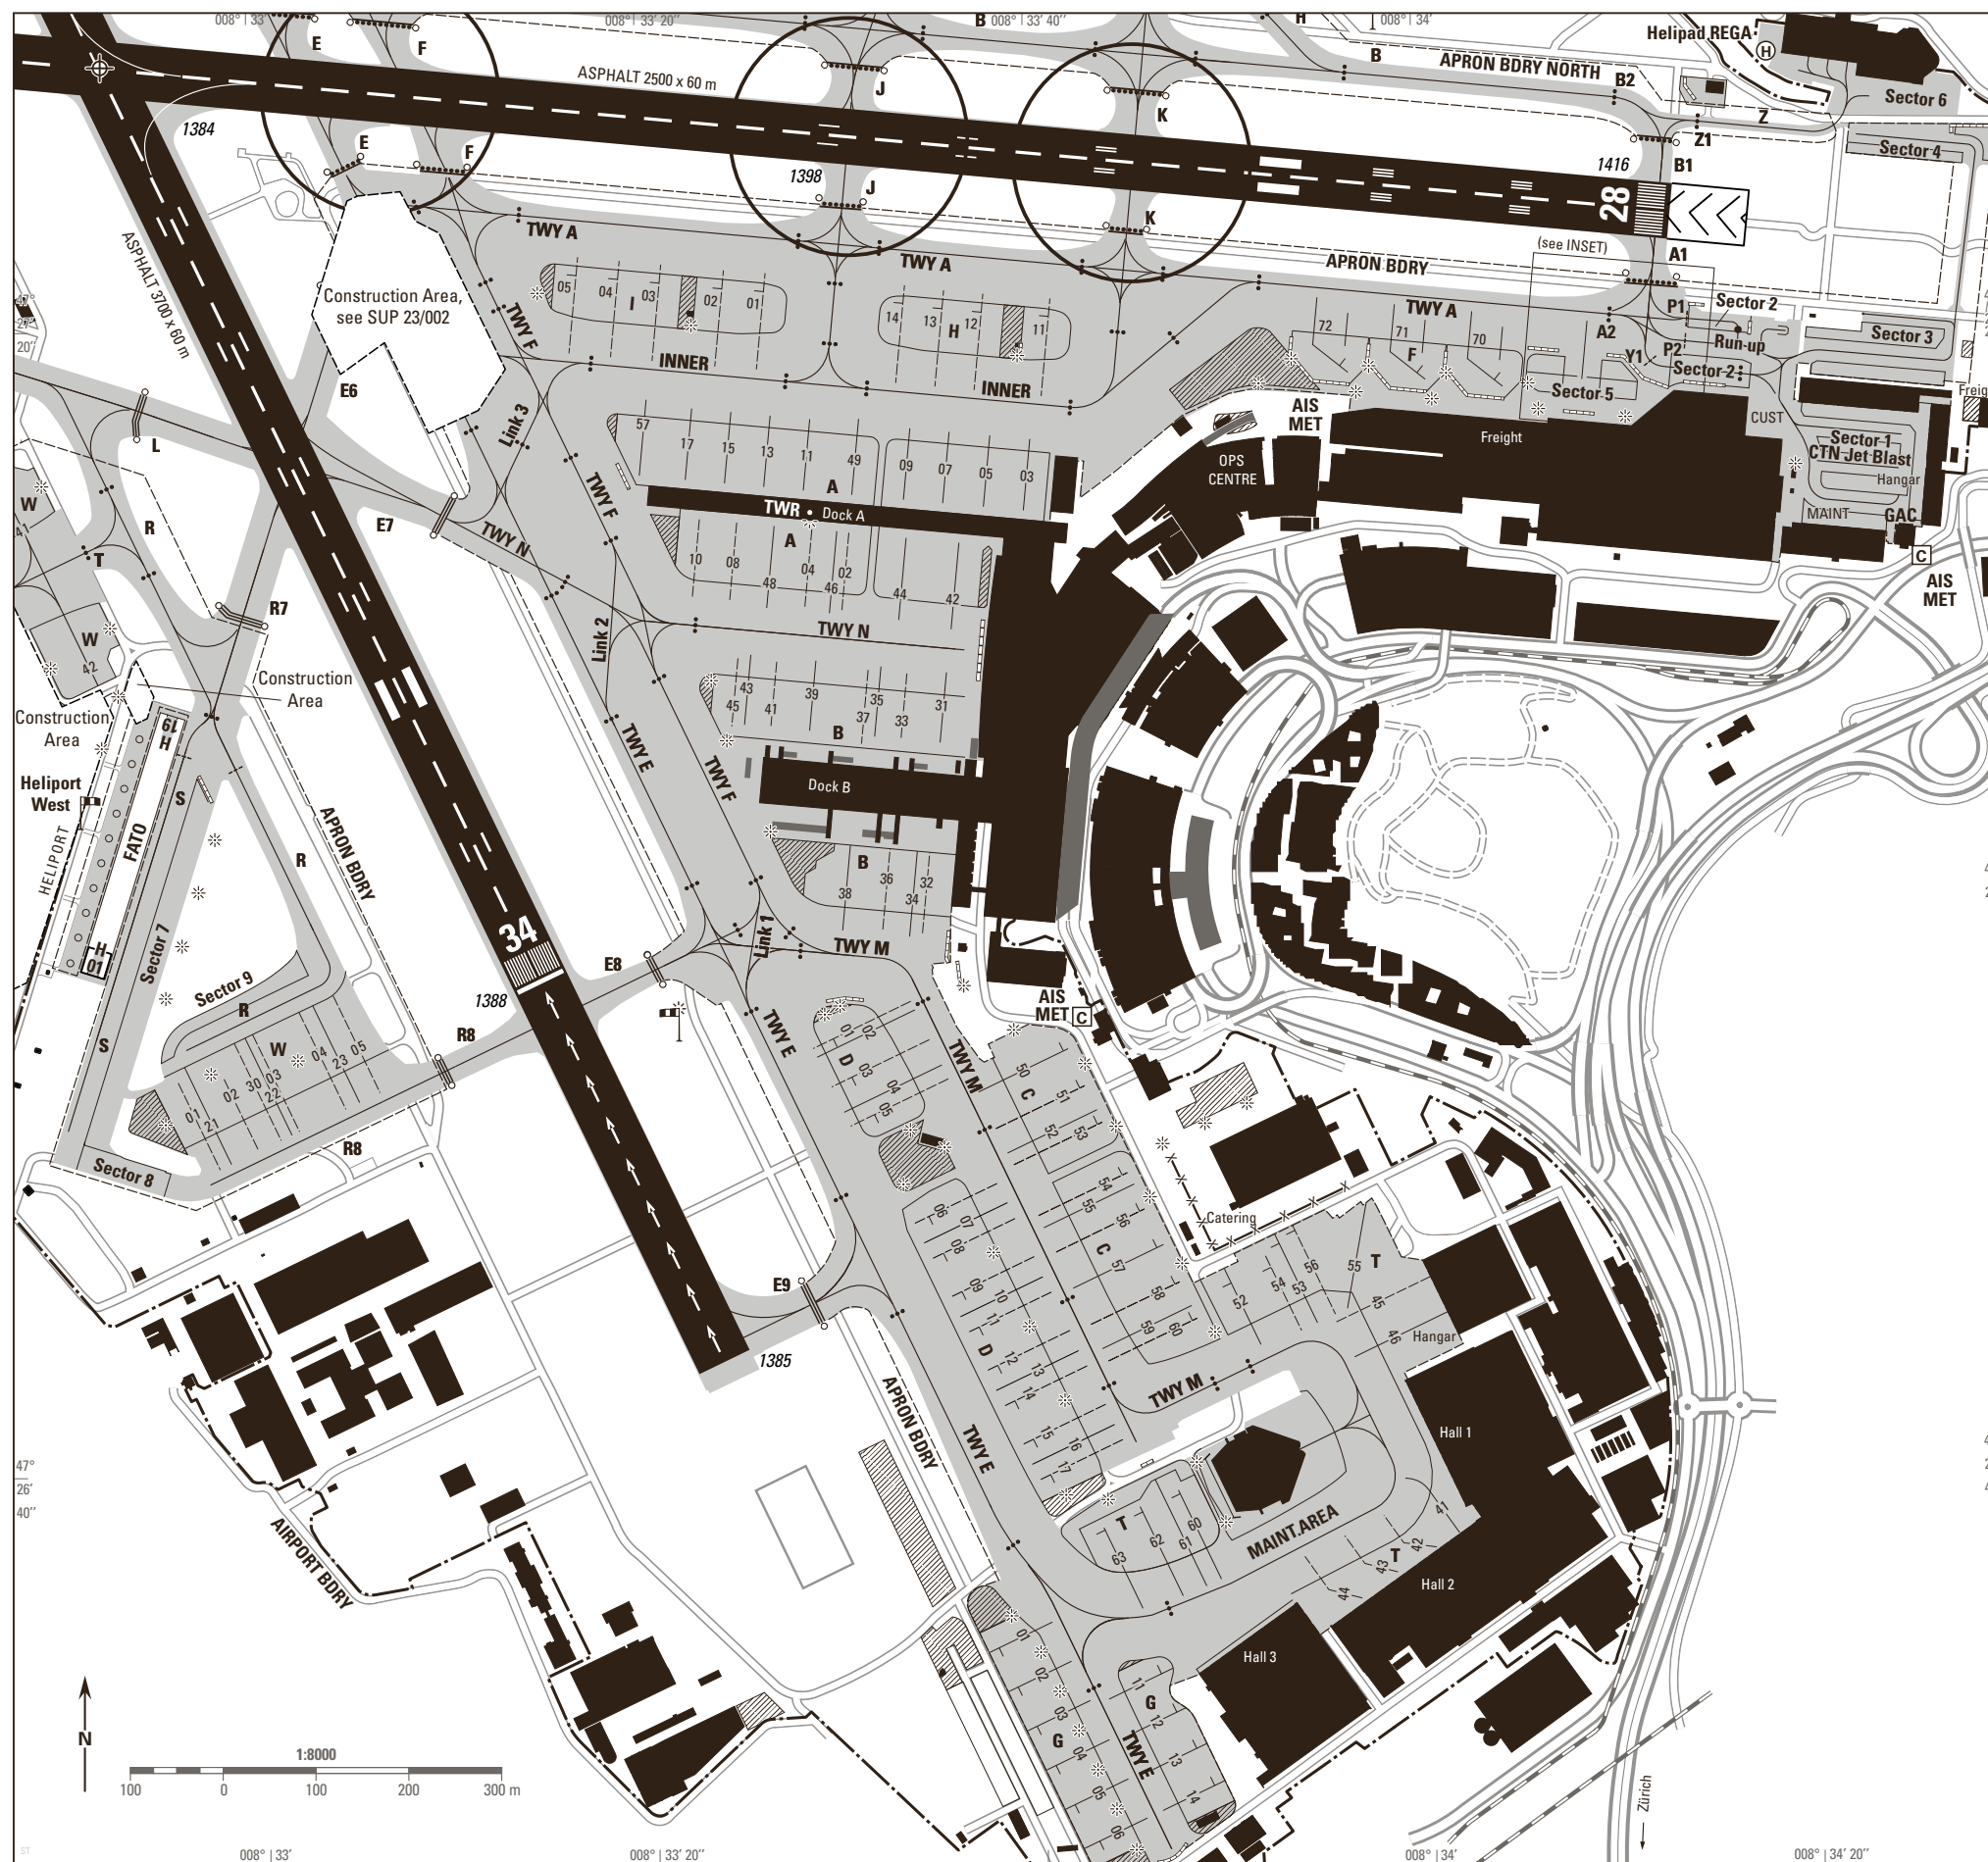 008° 33'
008° 33' 20''
008° 33' 40''
008° 34'
E
F
B
H
J
B
K
APRON BDRY NORTH
B2
Helipad REGA
H
Sector 6
Z
Z1
Sector 4
ASPHALT 2500 x 60 m
1384
E
F
1398
J
K
1416
B1
28
TWY A
TWY A
APRON BDRY
(see INSET)
A1
TWY A
A2
P1
Sector 2
Sector 3
Run-up
P2
Y1
Sector 2
Sector 5
ASPHALT 3700 x 60 m
47°
27'
20''
Construction Area,
see SUP 23/002
TWY F
05
04
03
I
02
01
14
13
H
12
11
72
71
F
70
INNER
INNER
E6
Link 3
L
57
17
15
13
11
49
09
07
05
03
AIS
MET
Freight
CUST
Sector 1
CTN Jet Blast
Hangar
OPS
CENTRE
MAINT
GAC
C
AIS
MET
W
41
R
T
E7
TWY N
TWY F
A
TWR
Dock A
A
10
08
48
04
02
46
44
42
R7
W
42
Link 2
TWY N
Construction
Area
Construction
Area
43
45
41
39
35
37
33
31
B
H
19
TWY E
TWY F
Dock B
Heliport
West
HELIPORT
FATO
S
R
APRON BDRY
B
38
36
34
32
Link 1
TWY M
34
1388
E8
H
01
Sector 7
Sector 9
R
S
W
R8
01
21
02
30
03
22
04
23
05
Sector 8
R8
TWY E
AIS
MET
C
01
02
D
03
04
05
TWY M
50
C
51
52
53
54
55
56
C
57
58
59
60
06
07
08
09
10
11
D
12
13
14
15
16
17
Catering
52
54
53
56
55
T
45
46
Hangar
E9
1385
APRON BDRY
TWY E
TWY M
Hall 1
MAINT.AREA
T
63
62
61
60
41
42
43
44
T
Hall 2
Hall 3
47°
26'
40''
AIRPORT BDRY
01
02
03
G
04
05
06
11
G
12
13
14
TWY E
N
1:8000
100
0
100
200
300 m
Zürich
ST
008° 33'
008° 33' 20''
008° 34'
008° 34' 20''